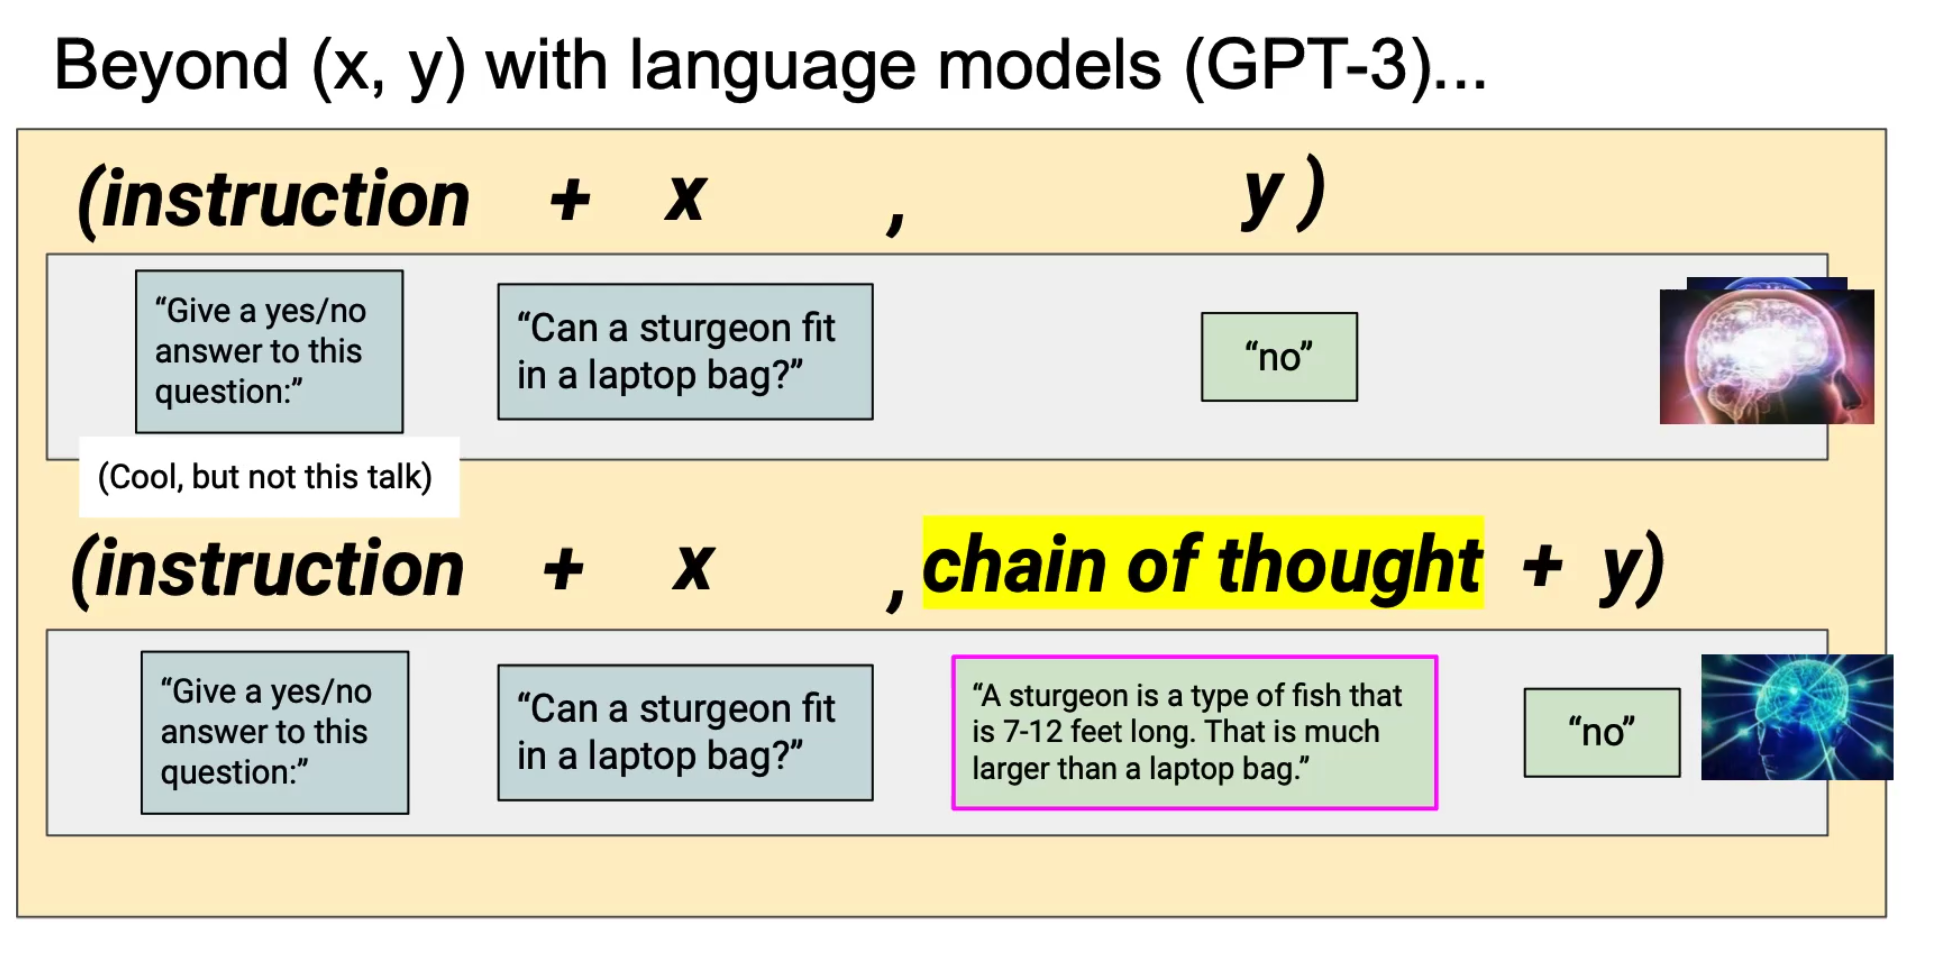 Beyond (x, y) with language models (GPT-3)...
(instruction + x , y )
“Give a yes/no
answer to this
question:”
“Can a sturgeon fit
in a laptop bag?”
“no”
(Cool, but not this talk)
(instruction + x , chain of thought + y)
“Give a yes/no
answer to this
question:”
“Can a sturgeon fit
in a laptop bag?”
“A sturgeon is a type of fish that
is 7-12 feet long. That is much
larger than a laptop bag.”
“no”